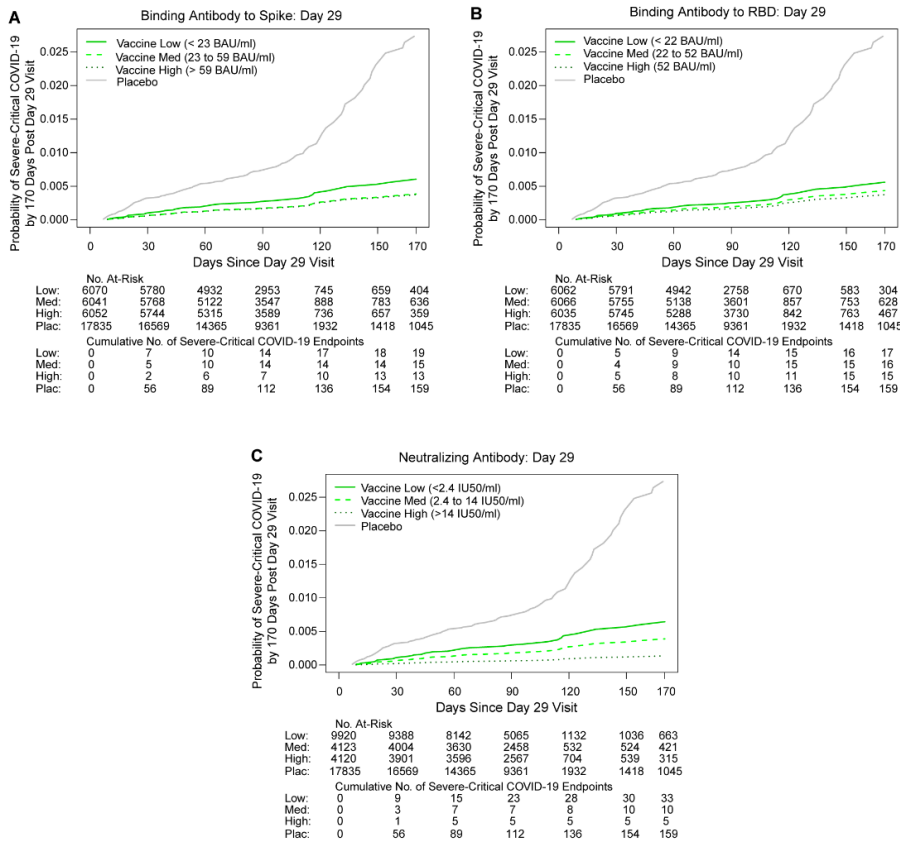 A
Binding Antibody to Spike: Day 29
Probability of Severe-Critical COVID-19
by 170 Days Post Day 29 Visit
Vaccine Low (< 23 BAU/ml)
Vaccine Med (23 to 59 BAU/ml)
Vaccine High (> 59 BAU/ml)
Placebo
0.025
0.020
0.015
0.010
0.005
0.000
0 30 60 90 120 150 170
Days Since Day 29 Visit
No. At-Risk
Low: 6070 5780 4932 2953 745 659 404
Med: 6041 5768 5122 3547 888 783 636
High: 6052 5744 5315 3589 736 657 359
Plac: 17835 16569 14365 9361 1932 1418 1045
Cumulative No. of Severe-Critical COVID-19 Endpoints
Low: 0 7 10 14 17 18 19
Med: 0 5 10 14 14 14 15
High: 0 2 6 7 10 13 13
Plac: 0 56 89 112 136 154 159
B
Binding Antibody to RBD: Day 29
Probability of Severe-Critical COVID-19
by 170 Days Post Day 29 Visit
Vaccine Low (< 22 BAU/ml)
Vaccine Med (22 to 52 BAU/ml)
Vaccine High (52 BAU/ml)
Placebo
0.025
0.020
0.015
0.010
0.005
0.000
0 30 60 90 120 150 170
Days Since Day 29 Visit
No. At-Risk
Low: 6062 5791 4942 2758 670 583 304
Med: 6066 5755 5138 3601 857 753 628
High: 6035 5745 5288 3730 842 763 467
Plac: 17835 16569 14365 9361 1932 1418 1045
Cumulative No. of Severe-Critical COVID-19 Endpoints
Low: 0 5 9 14 15 16 17
Med: 0 4 9 10 15 15 16
High: 0 5 8 10 11 15 15
Plac: 0 56 89 112 136 154 159
C
Neutralizing Antibody: Day 29
Probability of Severe-Critical COVID-19
by 170 Days Post Day 29 Visit
Vaccine Low (<2.4 IU50/ml)
Vaccine Med (2.4 to 14 IU50/ml)
Vaccine High (>14 IU50/ml)
Placebo
0.025
0.020
0.015
0.010
0.005
0.000
0 30 60 90 120 150 170
Days Since Day 29 Visit
No. At-Risk
Low: 9920 9388 8142 5065 1132 1036 663
Med: 4123 4004 3630 2458 532 524 421
High: 4120 3901 3596 2567 704 539 315
Plac: 17835 16569 14365 9361 1932 1418 1045
Cumulative No. of Severe-Critical COVID-19 Endpoints
Low: 0 9 15 23 28 30 33
Med: 0 3 7 7 8 10 10
High: 0 1 5 5 5 5 5
Plac: 0 56 89 112 136 154 159